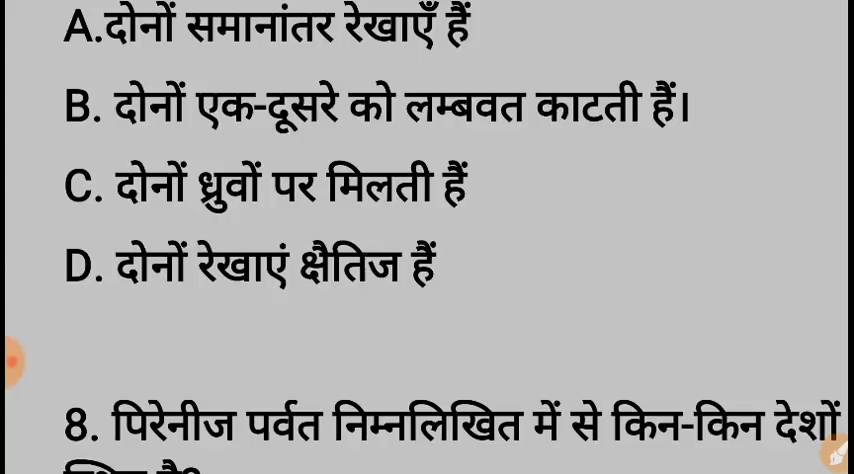 A.दोनों समानांतर रेखाएँ हैं
B. दोनों एक-दूसरे को लम्बवत काटती हैं।
C. दोनों ध्रुवों पर मिलती हैं
D. दोनों रेखाएं क्षैतिज हैं
8. पिरेनीज पर्वत निम्नलिखित में से किन-किन देशों